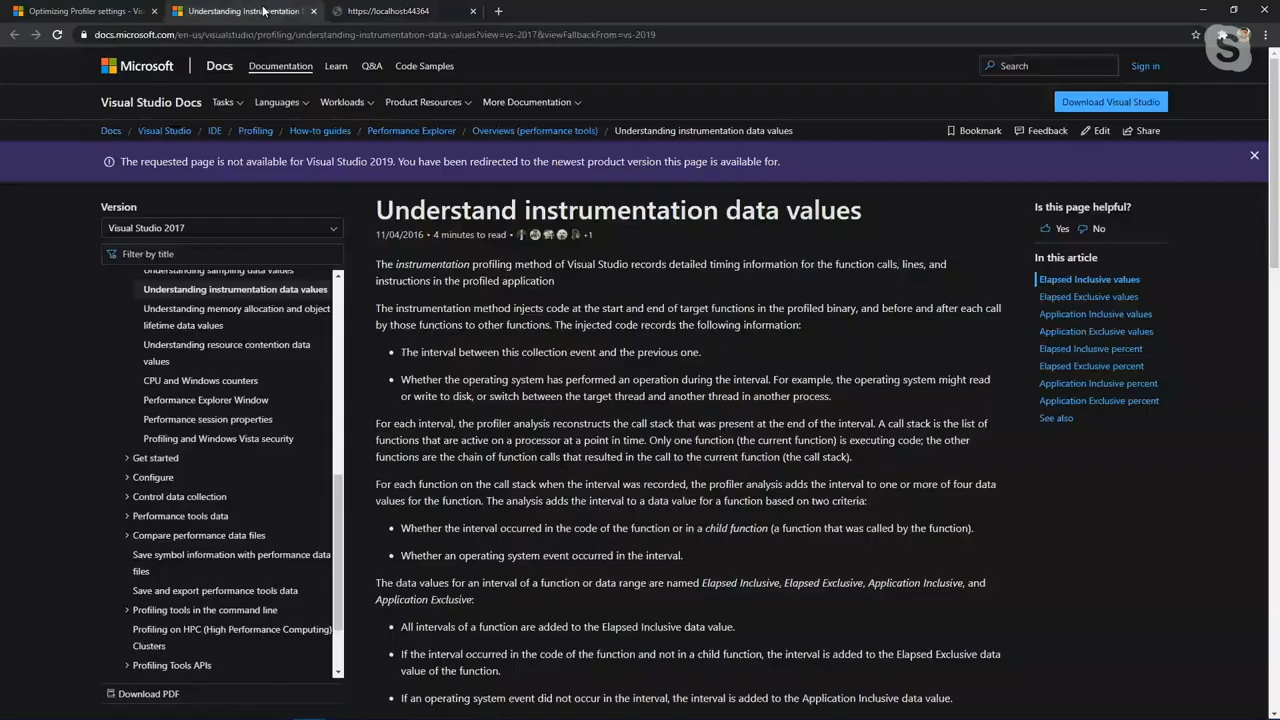 Optimizing Profiler settings - Vis
Understanding Instrumentation
https://localhost:44364
docs.microsoft.com/en-us/visualstudio/profiling/understanding-instrumentation-data-values?view=vs-2017&viewFallbackFrom=vs-2019
Microsoft
Docs
Documentation
Learn
Q&A
Code Samples
Search
Sign in
Visual Studio Docs
Tasks
Languages
Workloads
Product Resources
More Documentation
Download Visual Studio
Docs / Visual Studio / IDE / Profiling / How-to guides / Performance Explorer / Overviews (performance tools) / Understanding instrumentation data values
Bookmark
Feedback
Edit
Share
The requested page is not available for Visual Studio 2019. You have been redirected to the newest product version this page is available for.
Version
Visual Studio 2017
Filter by title
Understanding sampling data values
Understanding instrumentation data values
Understanding memory allocation and object
lifetime data values
Understanding resource contention data
values
CPU and Windows counters
Performance Explorer Window
Performance session properties
Profiling and Windows Vista security
Get started
Configure
Control data collection
Performance tools data
Compare performance data files
Save symbol information with performance data
files
Save and export performance tools data
Profiling tools in the command line
Profiling on HPC (High Performance Computing)
Clusters
Profiling Tools APIs
Download PDF
Understand instrumentation data values
11/04/2016 • 4 minutes to read • +1
The instrumentation profiling method of Visual Studio records detailed timing information for the function calls, lines, and
instructions in the profiled application
The instrumentation method injects code at the start and end of target functions in the profiled binary, and before and after each call
by those functions to other functions. The injected code records the following information:
• The interval between this collection event and the previous one.
• Whether the operating system has performed an operation during the interval. For example, the operating system might read
or write to disk, or switch between the target thread and another thread in another process.
For each interval, the profiler analysis reconstructs the call stack that was present at the end of the interval. A call stack is the list of
functions that are active on a processor at a point in time. Only one function (the current function) is executing code; the other
functions are the chain of function calls that resulted in the call to the current function (the call stack).
For each function on the call stack when the interval was recorded, the profiler analysis adds the interval to one or more of four data
values for the function. The analysis adds the interval to a data value for a function based on two criteria:
• Whether the interval occurred in the code of the function or in a child function (a function that was called by the function).
• Whether an operating system event occurred in the interval.
The data values for an interval of a function or data range are named Elapsed Inclusive, Elapsed Exclusive, Application Inclusive, and
Application Exclusive:
• All intervals of a function are added to the Elapsed Inclusive data value.
• If the interval occurred in the code of the function and not in a child function, the interval is added to the Elapsed Exclusive data
value of the function.
• If an operating system event did not occur in the interval, the interval is added to the Application Inclusive data value.
Is this page helpful?
Yes
No
In this article
Elapsed Inclusive values
Elapsed Exclusive values
Application Inclusive values
Application Exclusive values
Elapsed Inclusive percent
Elapsed Exclusive percent
Application Inclusive percent
Application Exclusive percent
See also